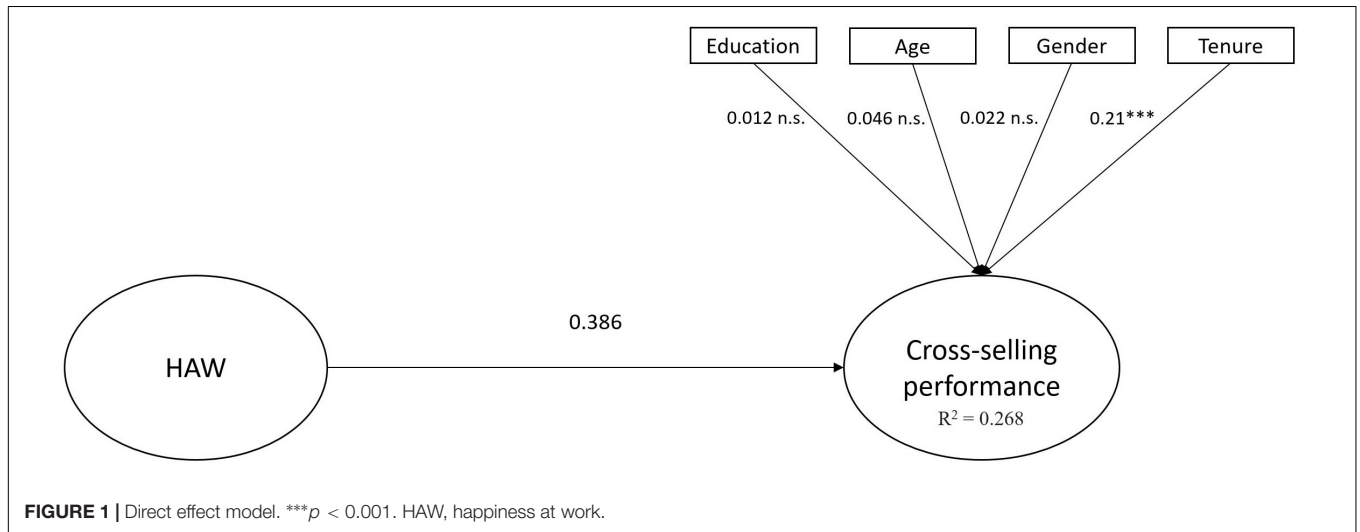 Education Age Gender Tenure
0.012 n.s. 0.046 n.s. 0.022 n.s. 0.21***
0.386
HAW
Cross-selling
performance
R² = 0.268
FIGURE 1 | Direct effect model. ***p < 0.001. HAW, happiness at work.